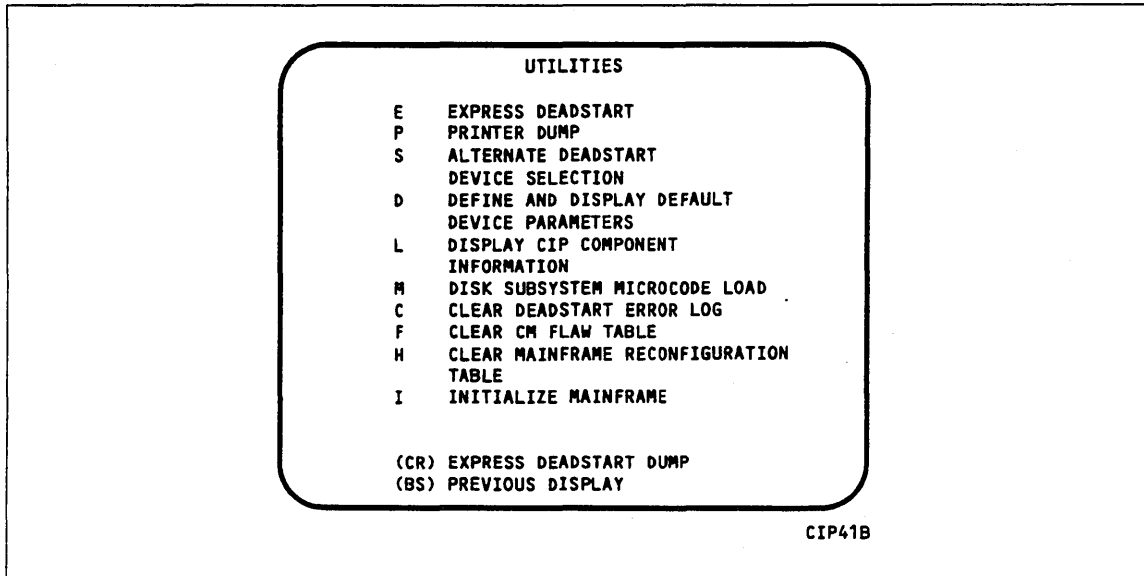 UTILITIES
E EXPRESS DEADSTART
P PRINTER DUMP
S ALTERNATE DEADSTART
DEVICE SELECTION
D DEFINE AND DISPLAY DEFAULT
DEVICE PARAMETERS
L DISPLAY CIP COMPONENT
INFORMATION
M DISK SUBSYSTEM MICROCODE LOAD
C CLEAR DEADSTART ERROR LOG
F CLEAR CM FLAW TABLE
H CLEAR MAINFRAME RECONFIGURATION
TABLE
I INITIALIZE MAINFRAME
(CR) EXPRESS DEADSTART DUMP
(BS) PREVIOUS DISPLAY
CIP41B